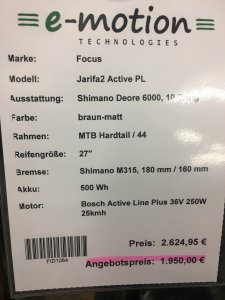 e-motion
TECHNOLOGIES
Marke: Focus
Modell: Jarifa2 Active PL
Ausstattung: Shimano Deore 6000, 10
Farbe: braun-matt
Rahmen: MTB Hardtail / 44
Reifengröße: 27"
Bremse: Shimano M315, 180 mm / 160 mm
Akku: 500 Wh
Motor: Bosch Active Line Plus 36V 250W
25kmh
Preis: 2.624,95 €
FID1064
Angebotspreis: 1.950,00 €